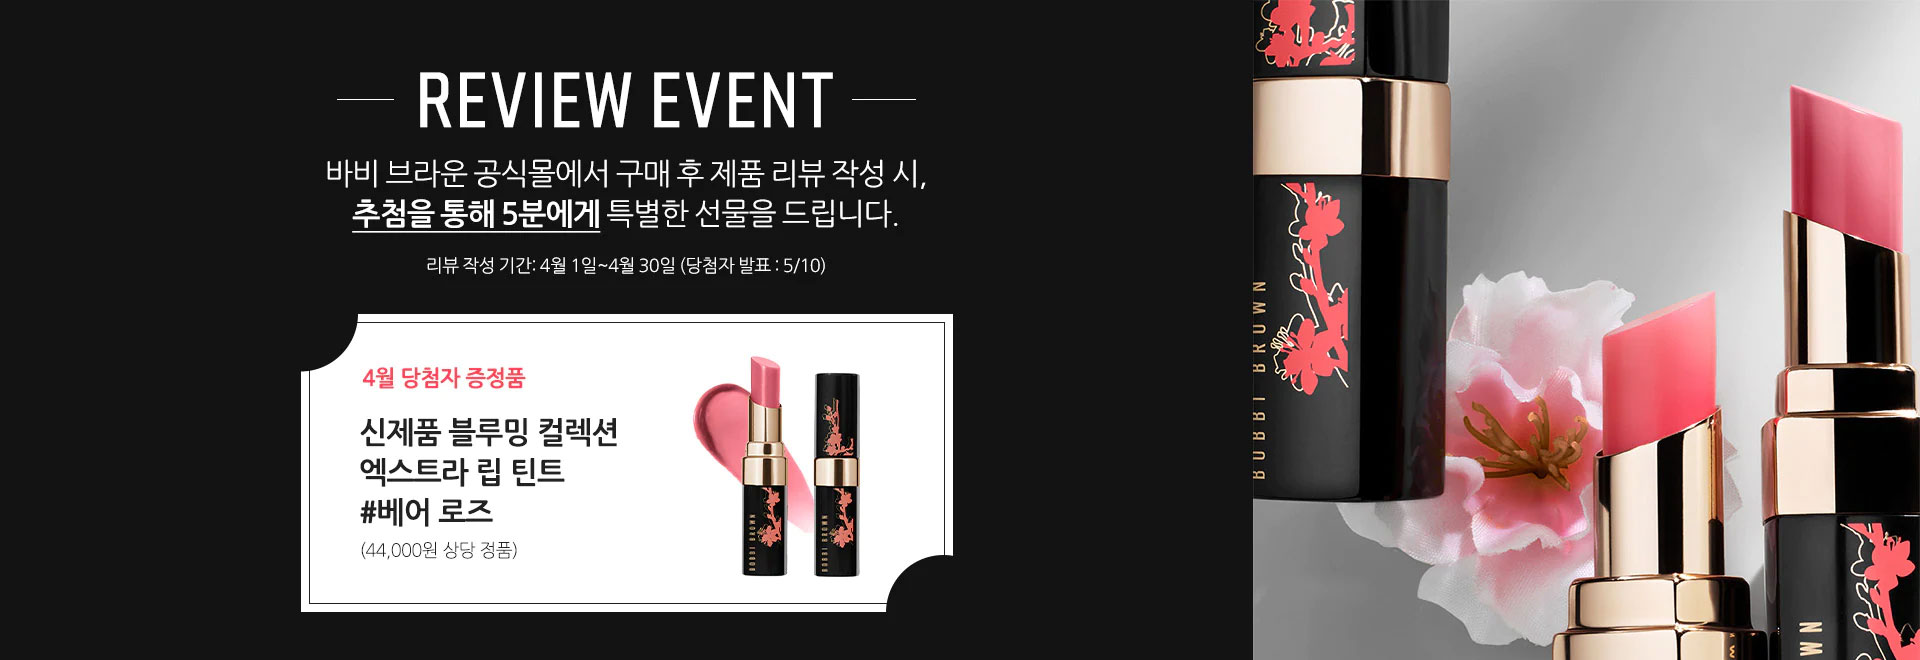 REVIEW EVENT
바비 브라운 공식몰에서 구매 후 제품 리뷰 작성 시,
추첨을 통해 5분에게 특별한 선물을 드립니다.
리뷰 작성 기간: 4월 1일~4월 30일 (당첨자 발표 : 5/10)
4월 당첨자 증정품
신제품 블루밍 컬렉션
엑스트라 립 틴트
#베어 로즈
(44,000원 상당 정품)
BOBBI BROWN
BOBBI BROWN
BOBBI BROWN
WN
W